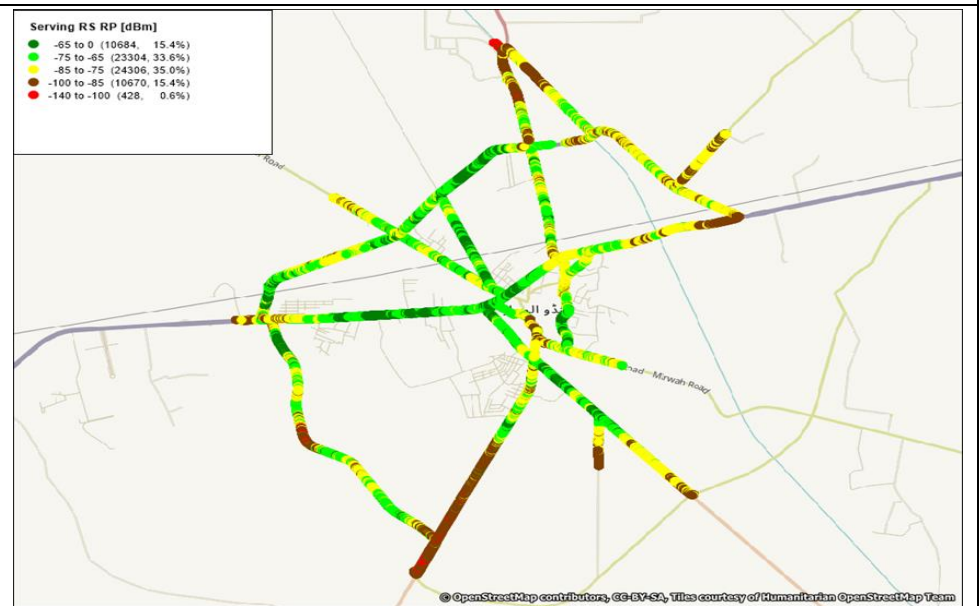 Serving RS RP [dBm]
-65 to 0 (10684, 15.4%)
-75 to -65 (23304, 33.6%)
-85 to -75 (24306, 35.0%)
-100 to -85 (10670, 15.4%)
-140 to -100 (428, 0.6%)
Road
Mirwah Road
© OpenStreetMap contributors, CC-BY-SA, Tiles courtesy of Humanitarian OpenStreetMap Team